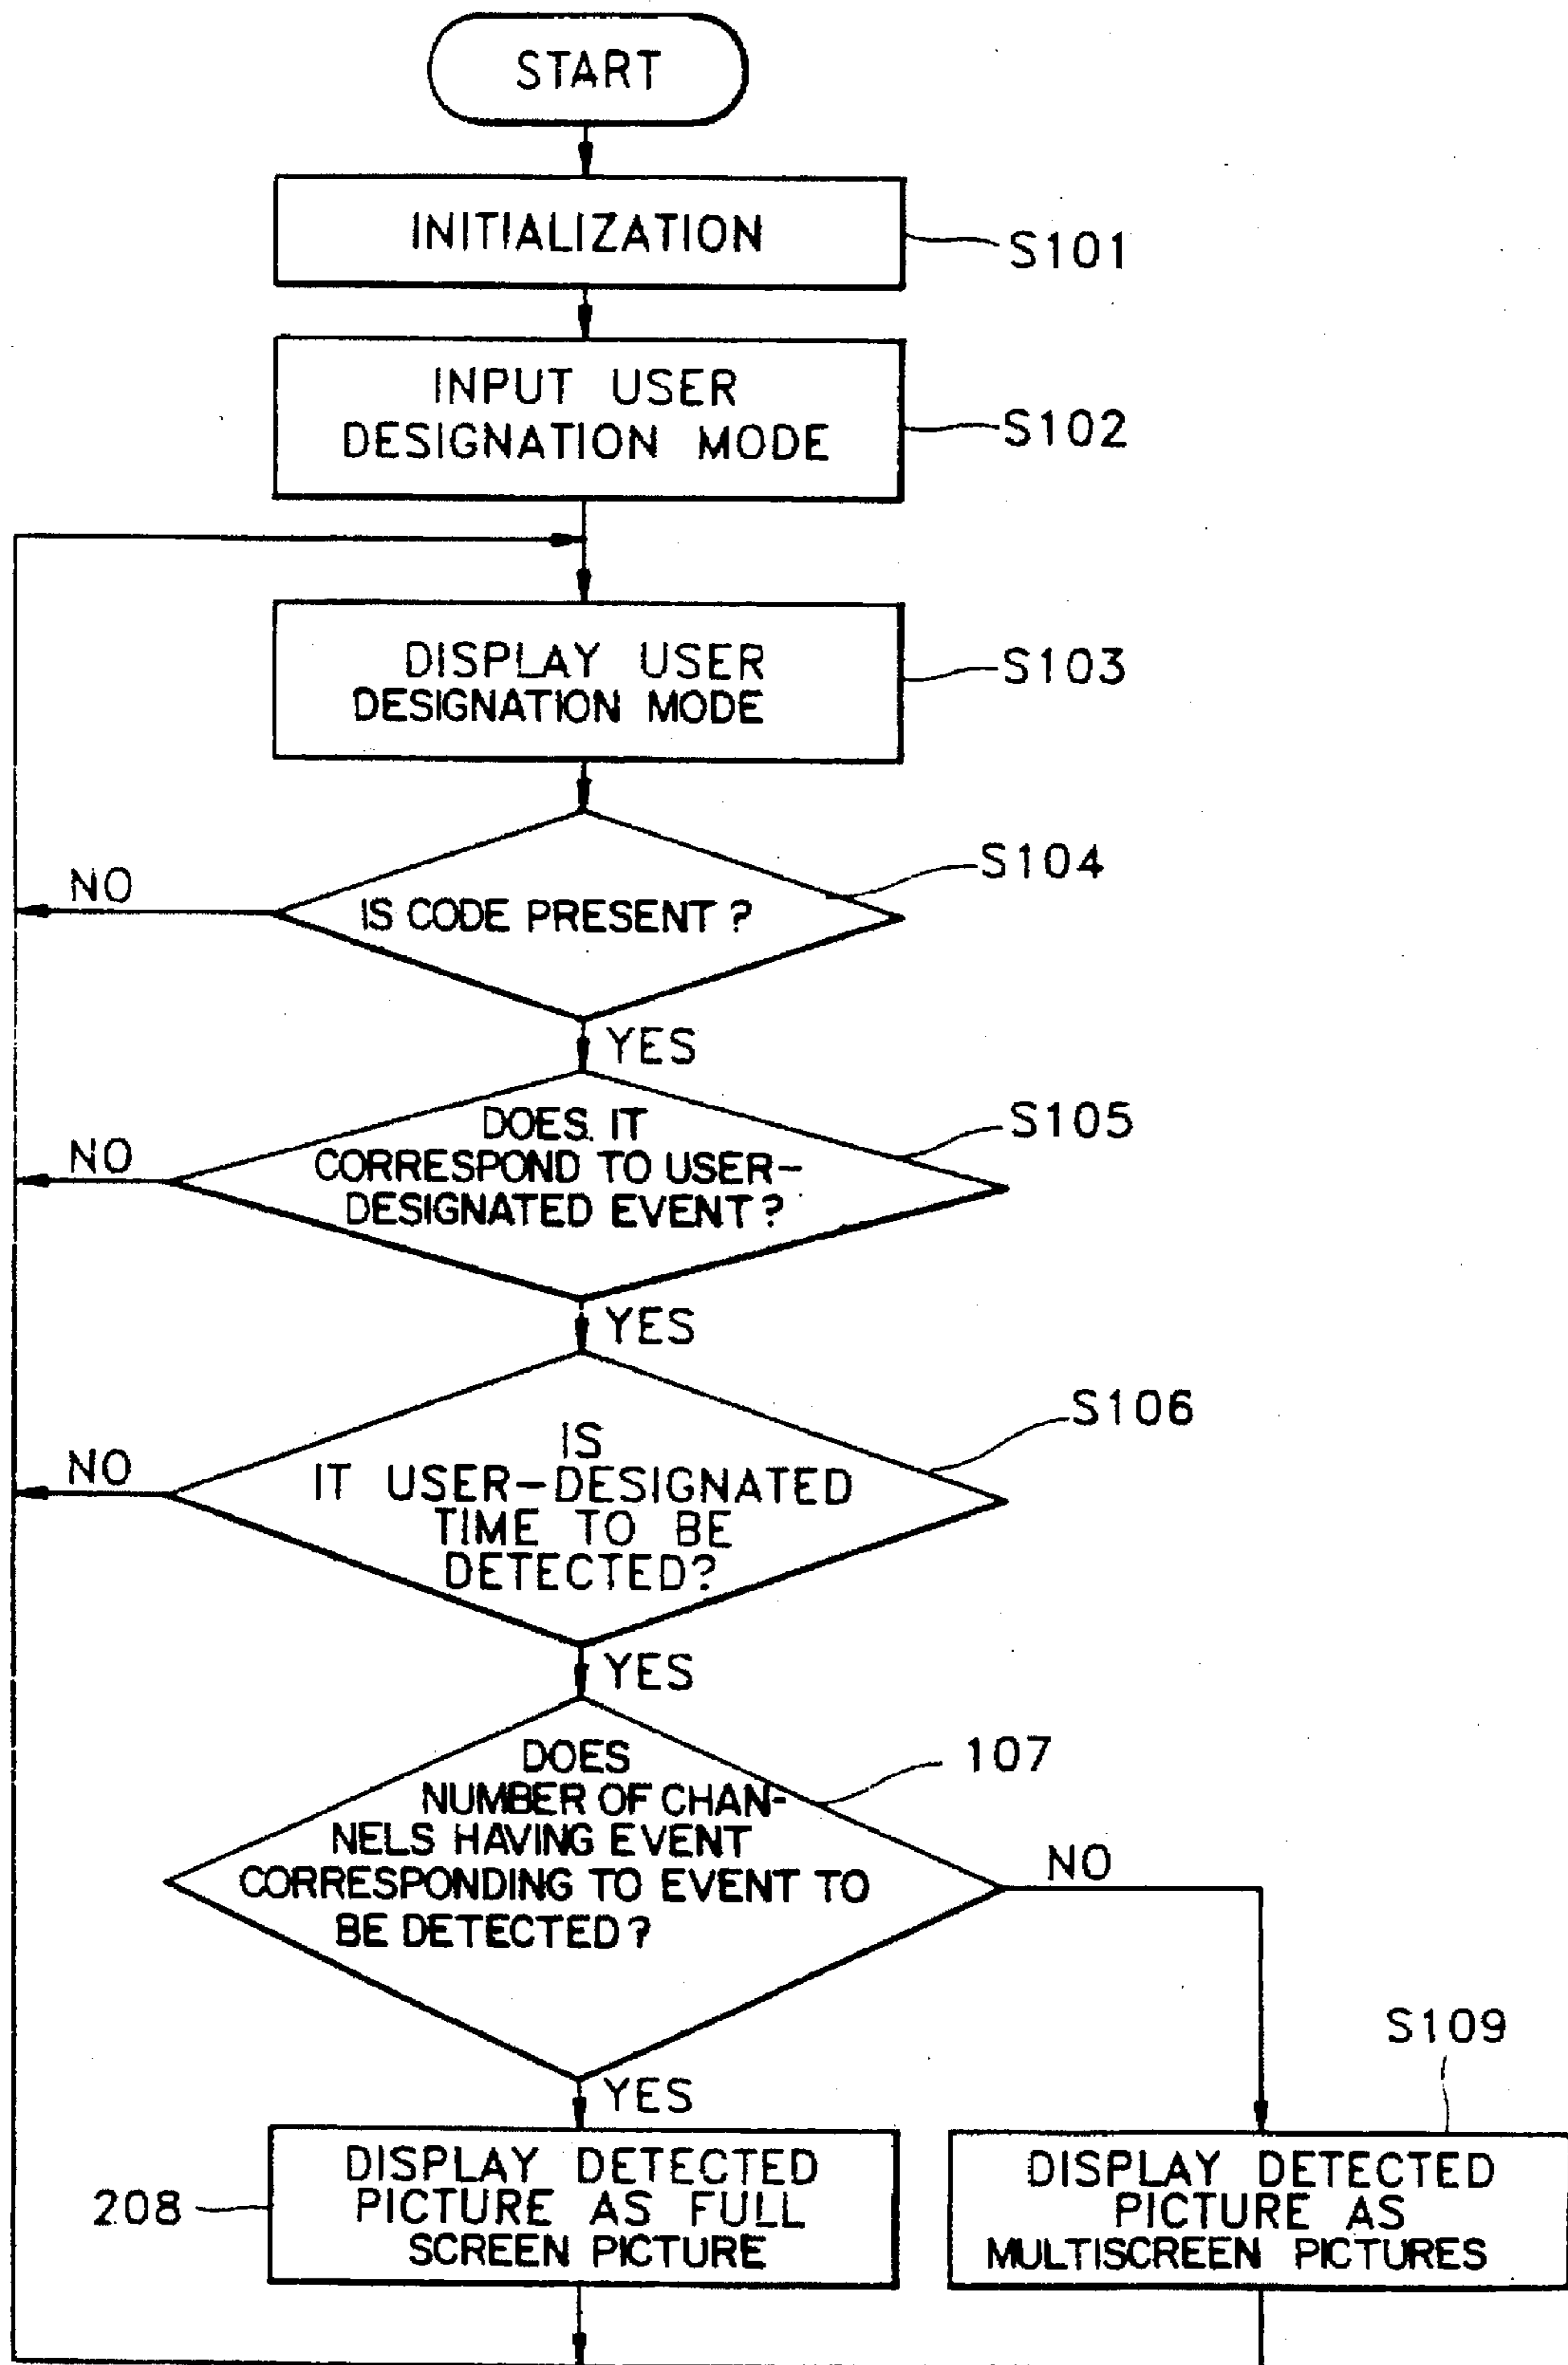 START
INITIALIZATION
S101
INPUT USER
DESIGNATION MODE
S102
DISPLAY USER
DESIGNATION MODE
S103
S104
NO
IS CODE PRESENT ?
YES
S105
DOES. IT
CORRESPOND TO USER-
DESIGNATED EVENT?
NO
YES
S106
IS
IT USER-DESIGNATED
TIME TO BE
DETECTED?
NO
YES
107
DOES
NUMBER OF CHAN-
NELS HAVING EVENT
CORRESPONDING TO EVENT TO
BE DETECTED?
NO
YES
S109
DISPLAY DETECTED
PICTURE AS FULL
SCREEN PICTURE
208
DISPLAY DETECTED
PICTURE AS
MULTISCREEN PICTURES